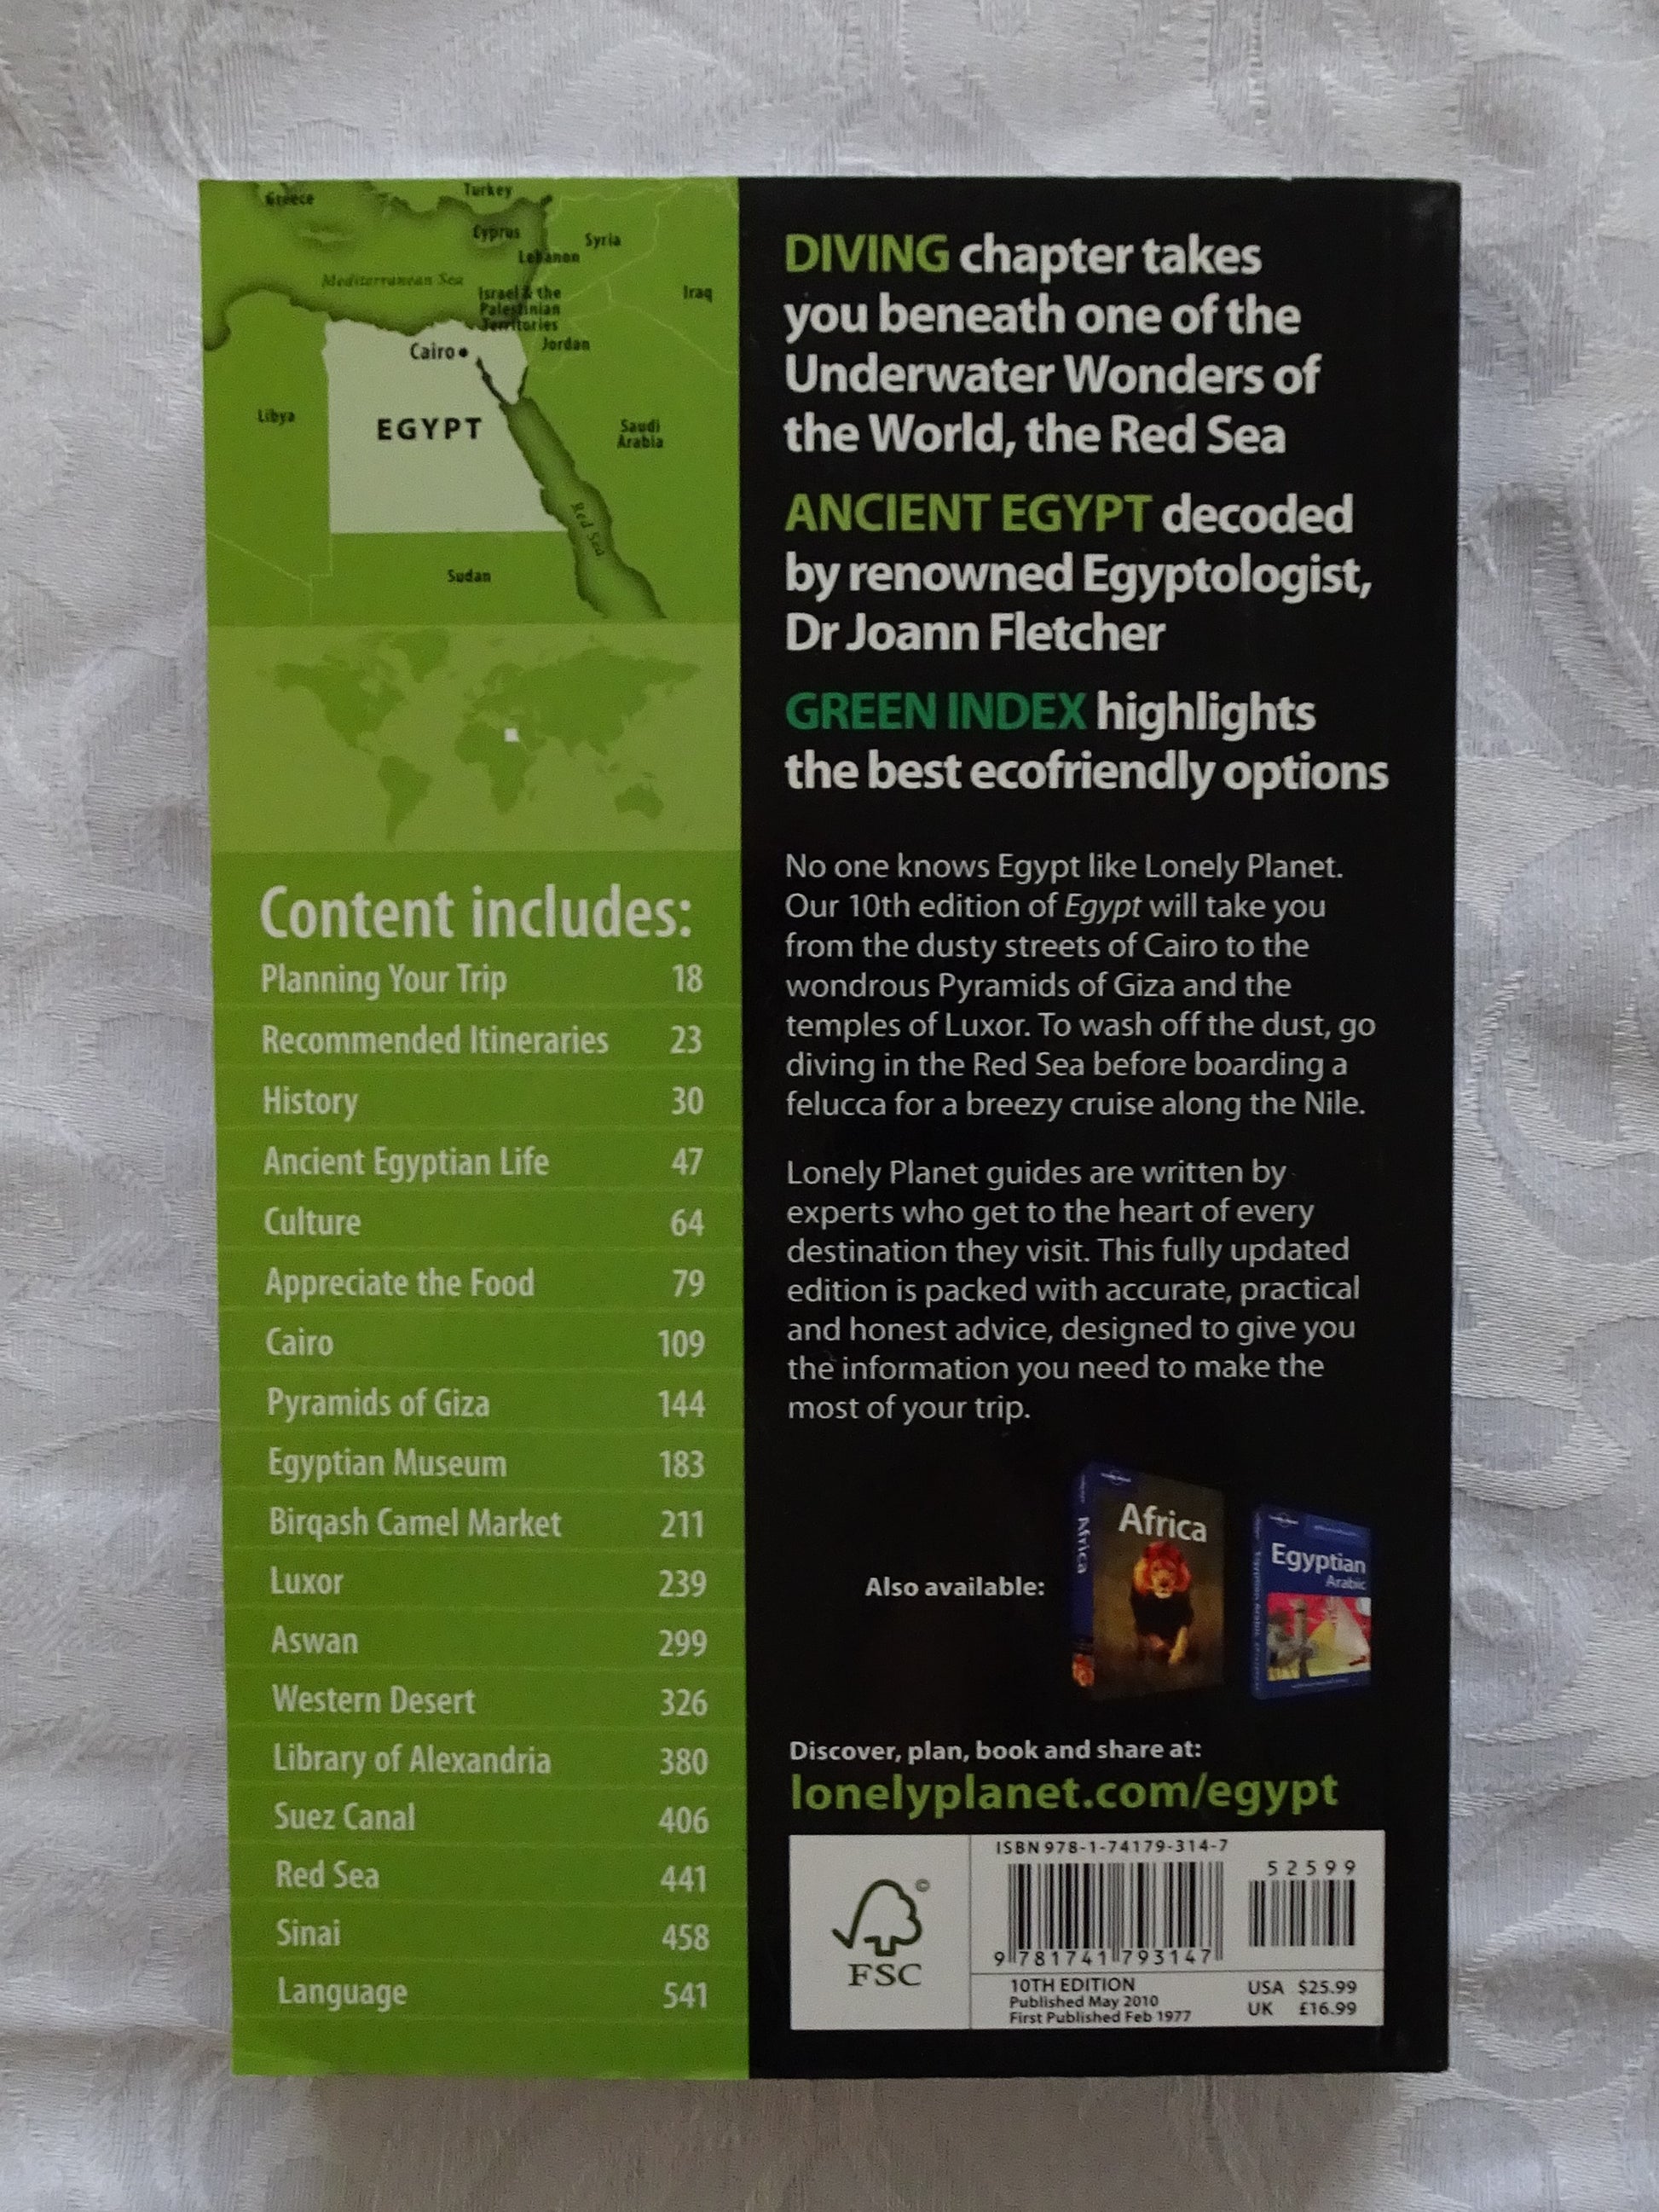 Greece
Turkey
Cyprus
Syria
Lebanon
Mediterranean Sea
Israel & the
Palestinian
Territories
Iraq
Jordan
Cairo
Libya
EGYPT
Saudi
Arabia
Red Sea
Sudan
Content includes:
Planning Your Trip 18
Recommended Itineraries 23
History 30
Ancient Egyptian Life 47
Culture 64
Appreciate the Food 79
Cairo 109
Pyramids of Giza 144
Egyptian Museum 183
Birqash Camel Market 211
Luxor 239
Aswan 299
Western Desert 326
Library of Alexandria 380
Suez Canal 406
Red Sea 441
Sinai 458
Language 541
DIVING chapter takes
you beneath one of the
Underwater Wonders of
the World, the Red Sea
ANCIENT EGYPT decoded
by renowned Egyptologist,
Dr Joann Fletcher
GREEN INDEX highlights
the best ecofriendly options
No one knows Egypt like Lonely Planet.
Our 10th edition of Egypt will take you
from the dusty streets of Cairo to the
wondrous Pyramids of Giza and the
temples of Luxor. To wash off the dust, go
diving in the Red Sea before boarding a
felucca for a breezy cruise along the Nile.
Lonely Planet guides are written by
experts who get to the heart of every
destination they visit. This fully updated
edition is packed with accurate, practical
and honest advice, designed to give you
the information you need to make the
most of your trip.
Also available:
Africa
Africa
Egyptian
Arabic
Discover, plan, book and share at:
lonelyplanet.com/egypt
©
FSC
ISBN 978-1-74179-314-7
52599
9 781741 793147
10TH EDITION
Published May 2010
First Published Feb 1977
USA $25.99
UK £16.99